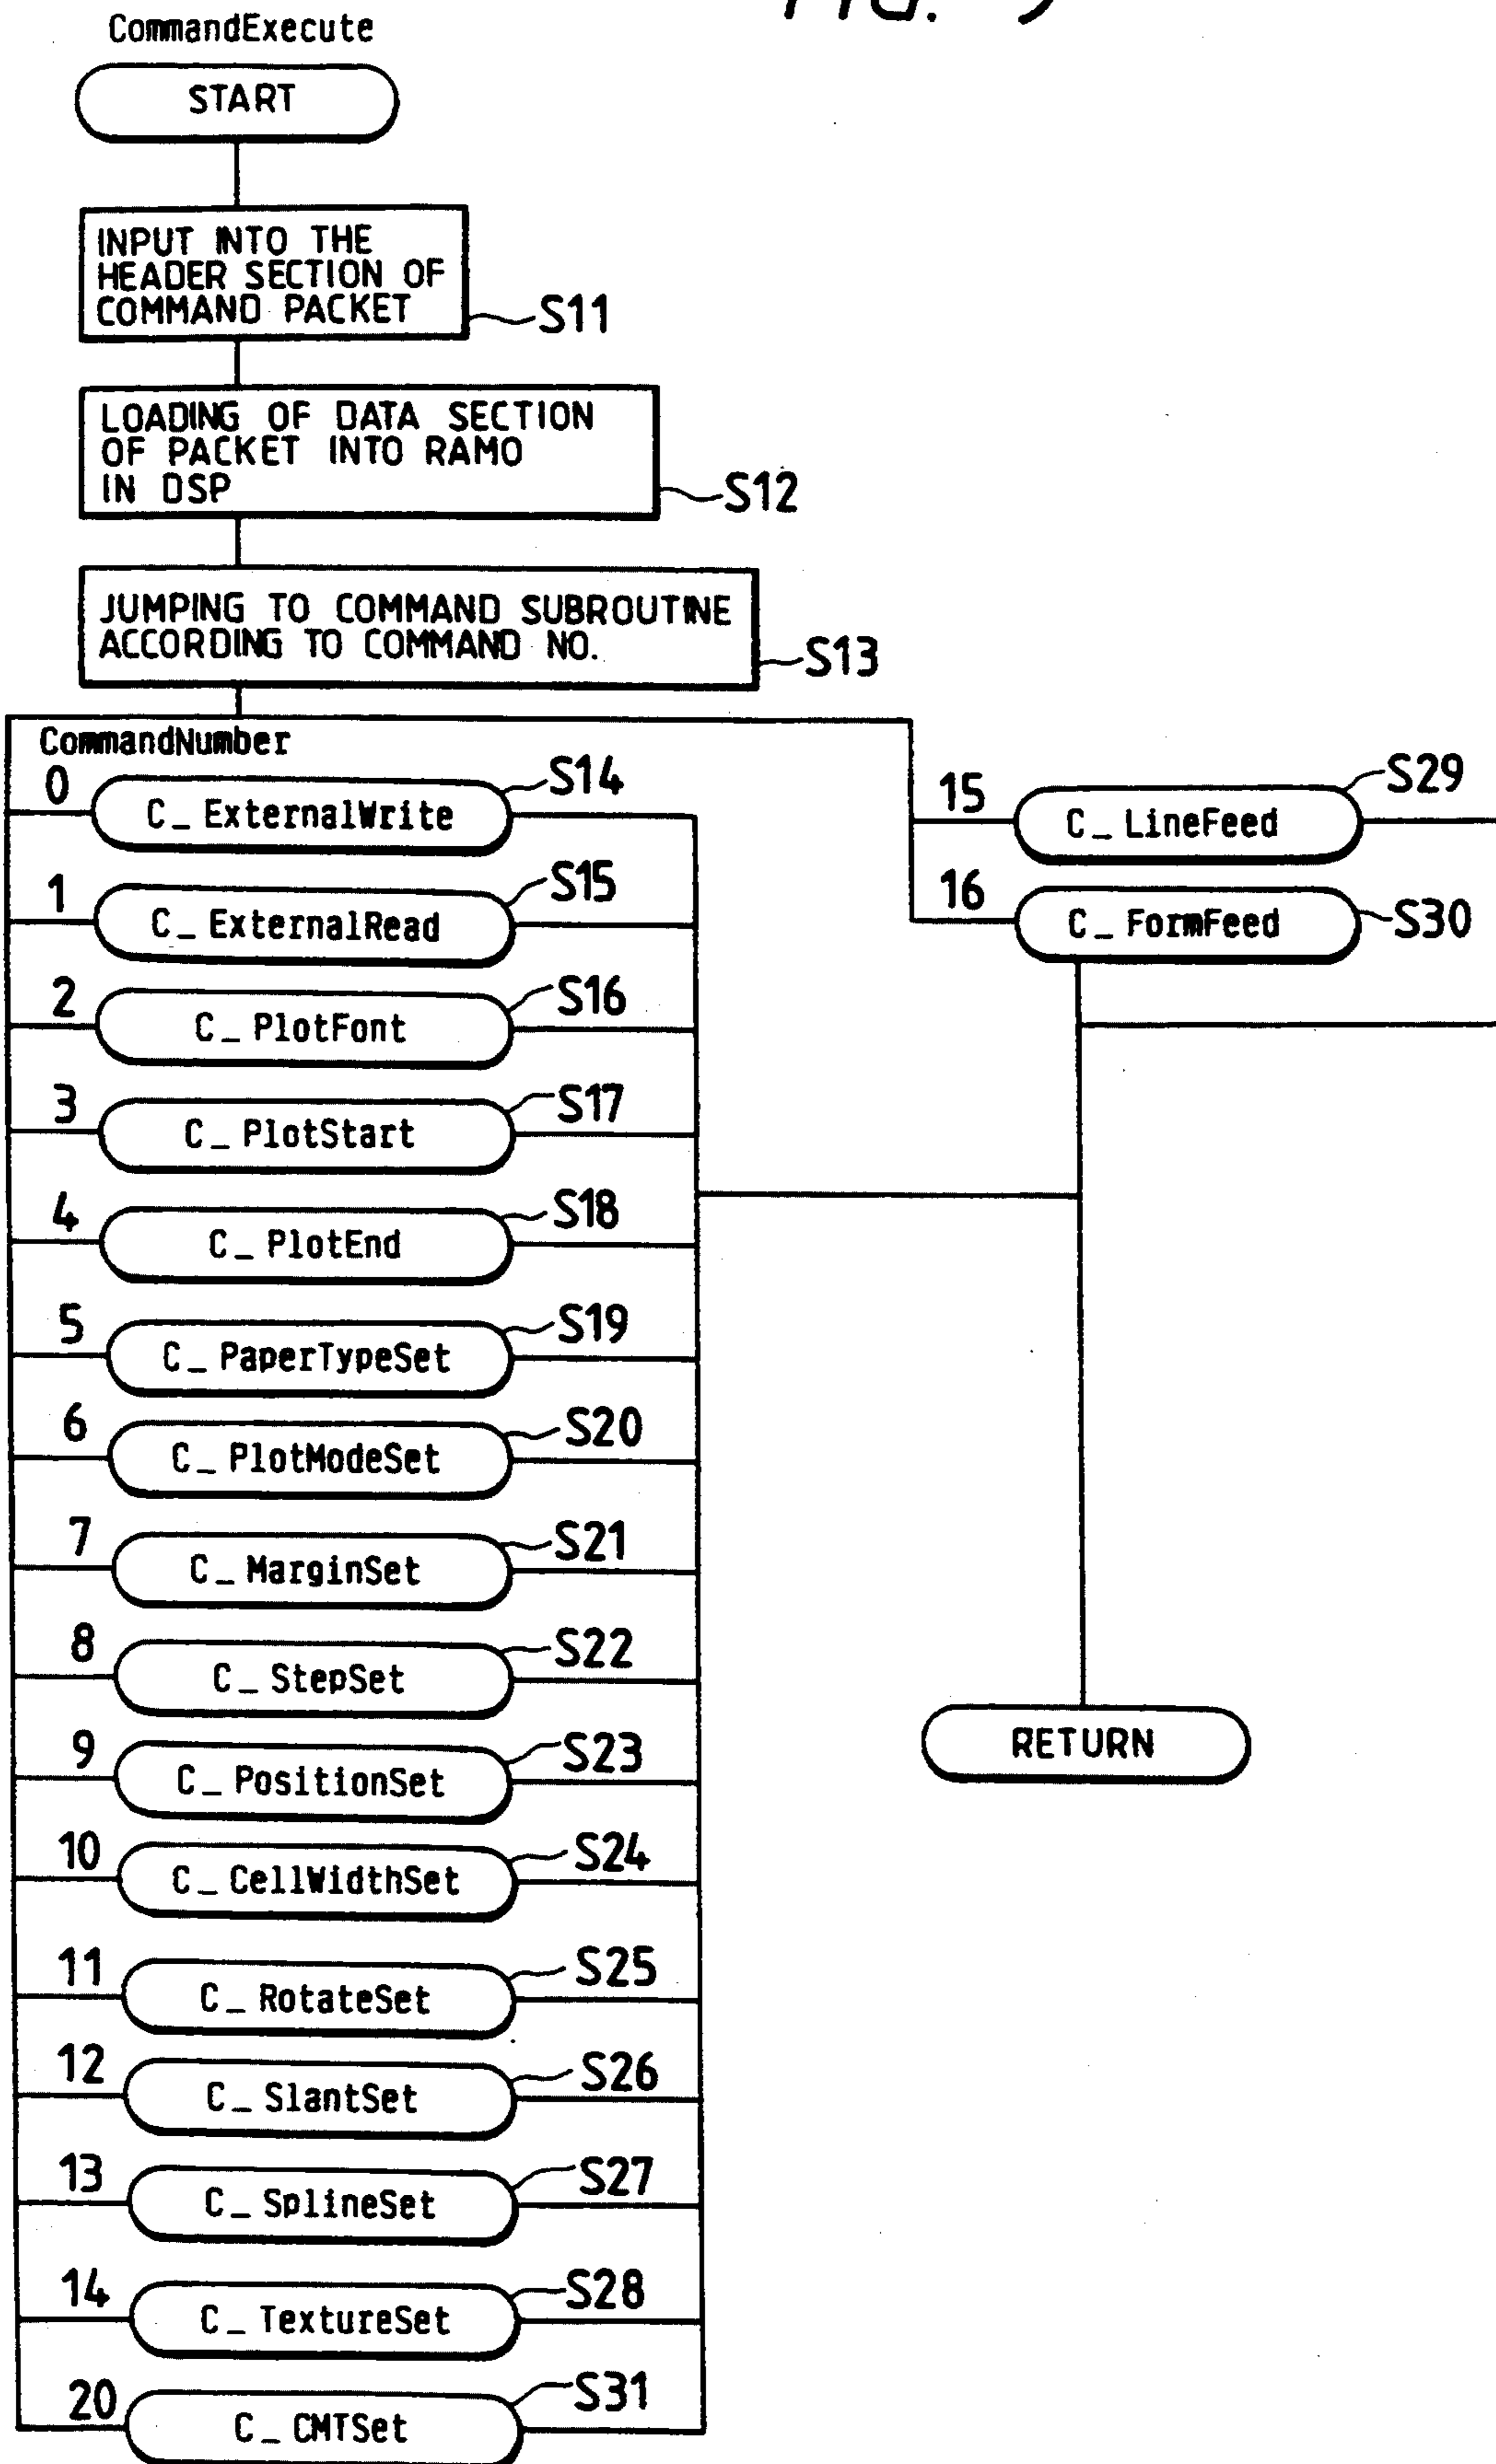 FIG. 9
CommandExecute
START
INPUT INTO THE
HEADER SECTION OF
COMMAND PACKET
S11
LOADING OF DATA SECTION
OF PACKET INTO RAM0
IN DSP
S12
JUMPING TO COMMAND SUBROUTINE
ACCORDING TO COMMAND NO.
S13
CommandNumber
0 C_ExternalWrite S14
1 C_ExternalRead S15
2 C_PlotFont S16
3 C_PlotStart S17
4 C_PlotEnd S18
5 C_PaperTypeSet S19
6 C_PlotModeSet S20
7 C_MarginSet S21
8 C_StepSet S22
9 C_PositionSet S23
10 C_CellWidthSet S24
11 C_RotateSet S25
12 C_SlantSet S26
13 C_SplineSet S27
14 C_TextureSet S28
20 C_CMTSet S31
15 C_LineFeed S29
16 C_FormFeed S30
RETURN